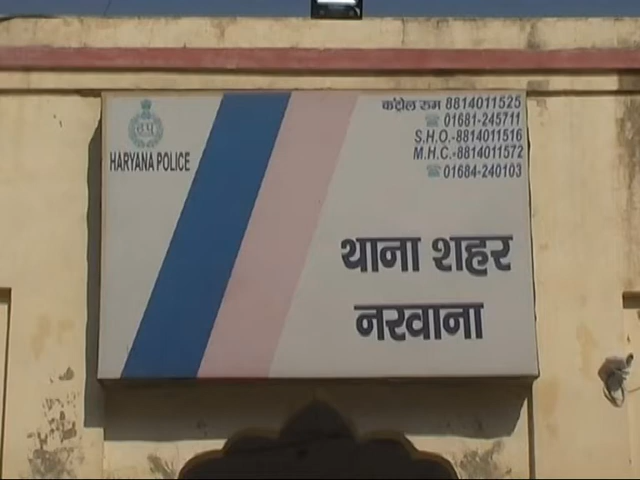 HARYANA POLICE
कंट्रोल रुम 8814011525
☎ 01681-245711
S.H.O.-8814011516
M.H.C.-8814011572
☎ 01684-240103
थाना शहर
नरवाना